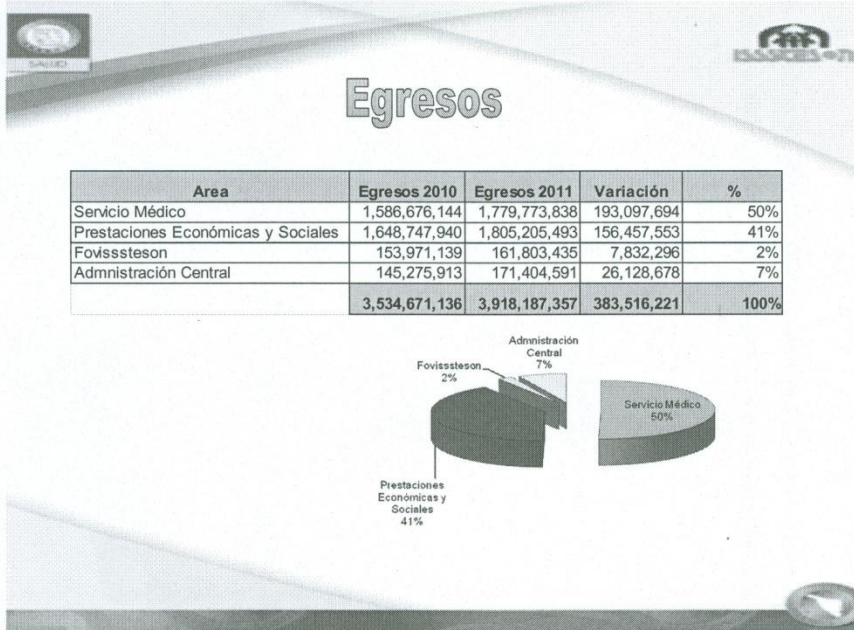 SALUD
ISSSTESON
Egresos
Area Egresos 2010 Egresos 2011 Variación %
Servicio Médico 1,586,676,144 1,779,773,838 193,097,694 50%
Prestaciones Económicas y Sociales 1,648,747,940 1,805,205,493 156,457,553 41%
Fovisssteson 153,971,139 161,803,435 7,832,296 2%
Admnistración Central 145,275,913 171,404,591 26,128,678 7%
3,534,671,136 3,918,187,357 383,516,221 100%
Admnistración
Central
7%
Fovisssteson
2%
Servicio Médico
50%
Prestaciones
Económicas y
Sociales
41%